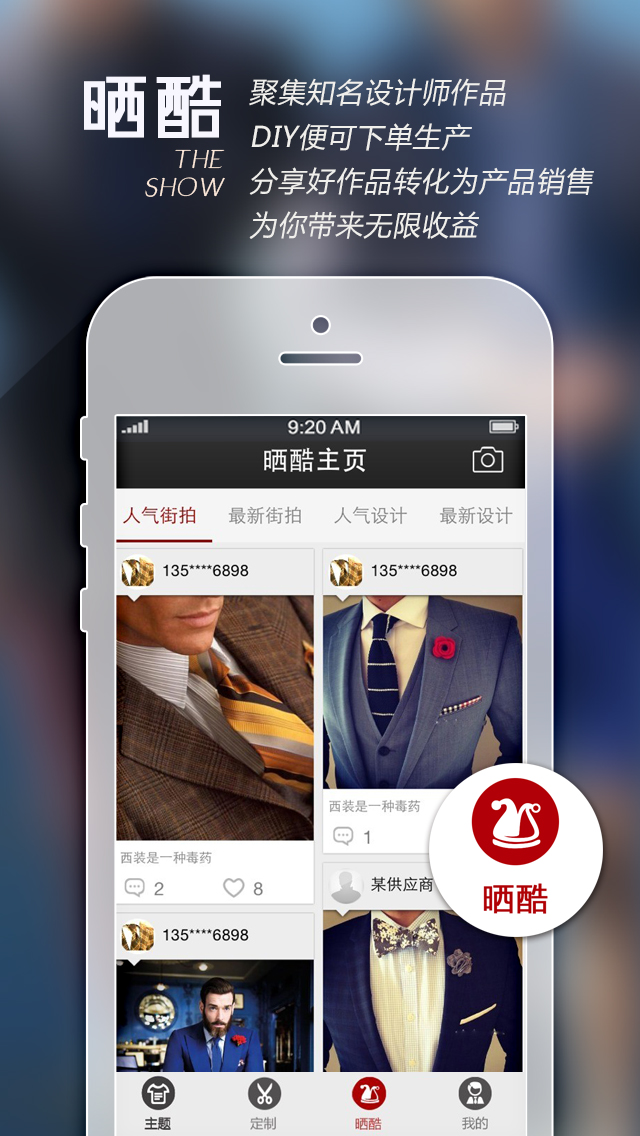 晒酷
THE
SHOW
聚集知名设计师作品
DIY便可下单生产
分享好作品转化为产品销售
为你带来无限收益
9:20 AM
晒酷主页
人气街拍 最新街拍 人气设计 最新设计
135****6898
135****6898
西装是一种毒药
2 8
西装是一种毒药
1
某供应商
135****6898
晒酷
主题 定制 晒酷 我的